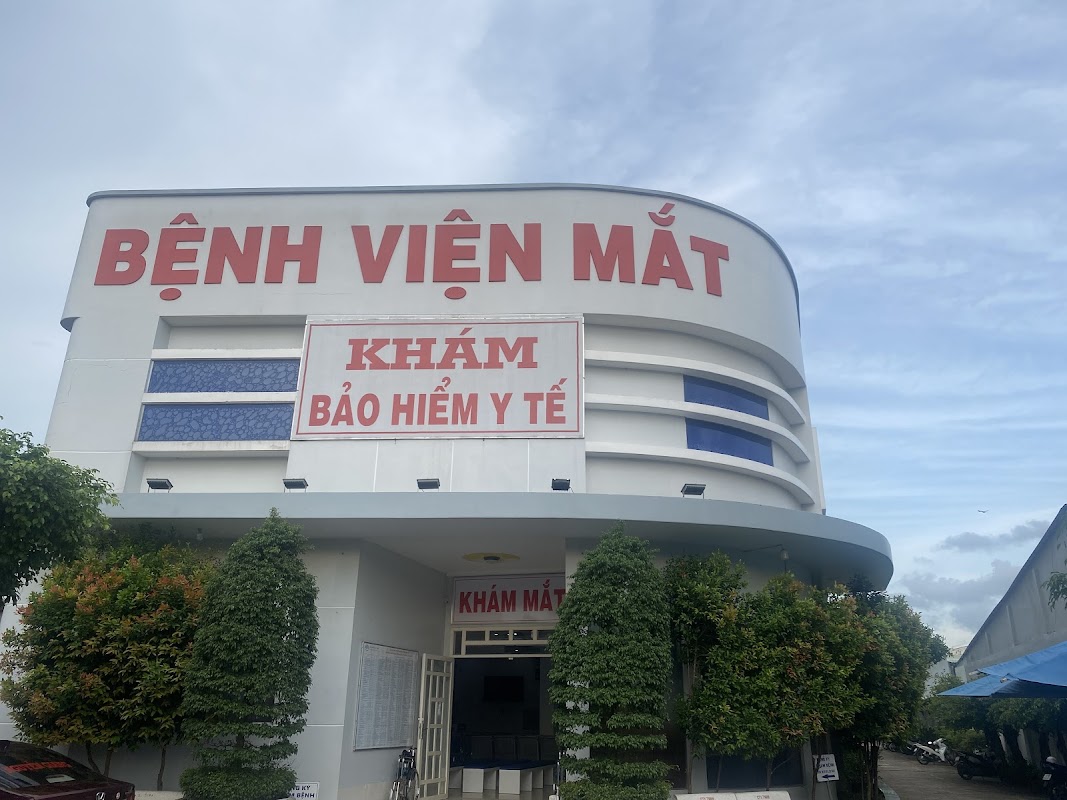 BỆNH VIỆN MẮT
KHÁM
BẢO HIỂM Y TẾ
KHÁM MẮT